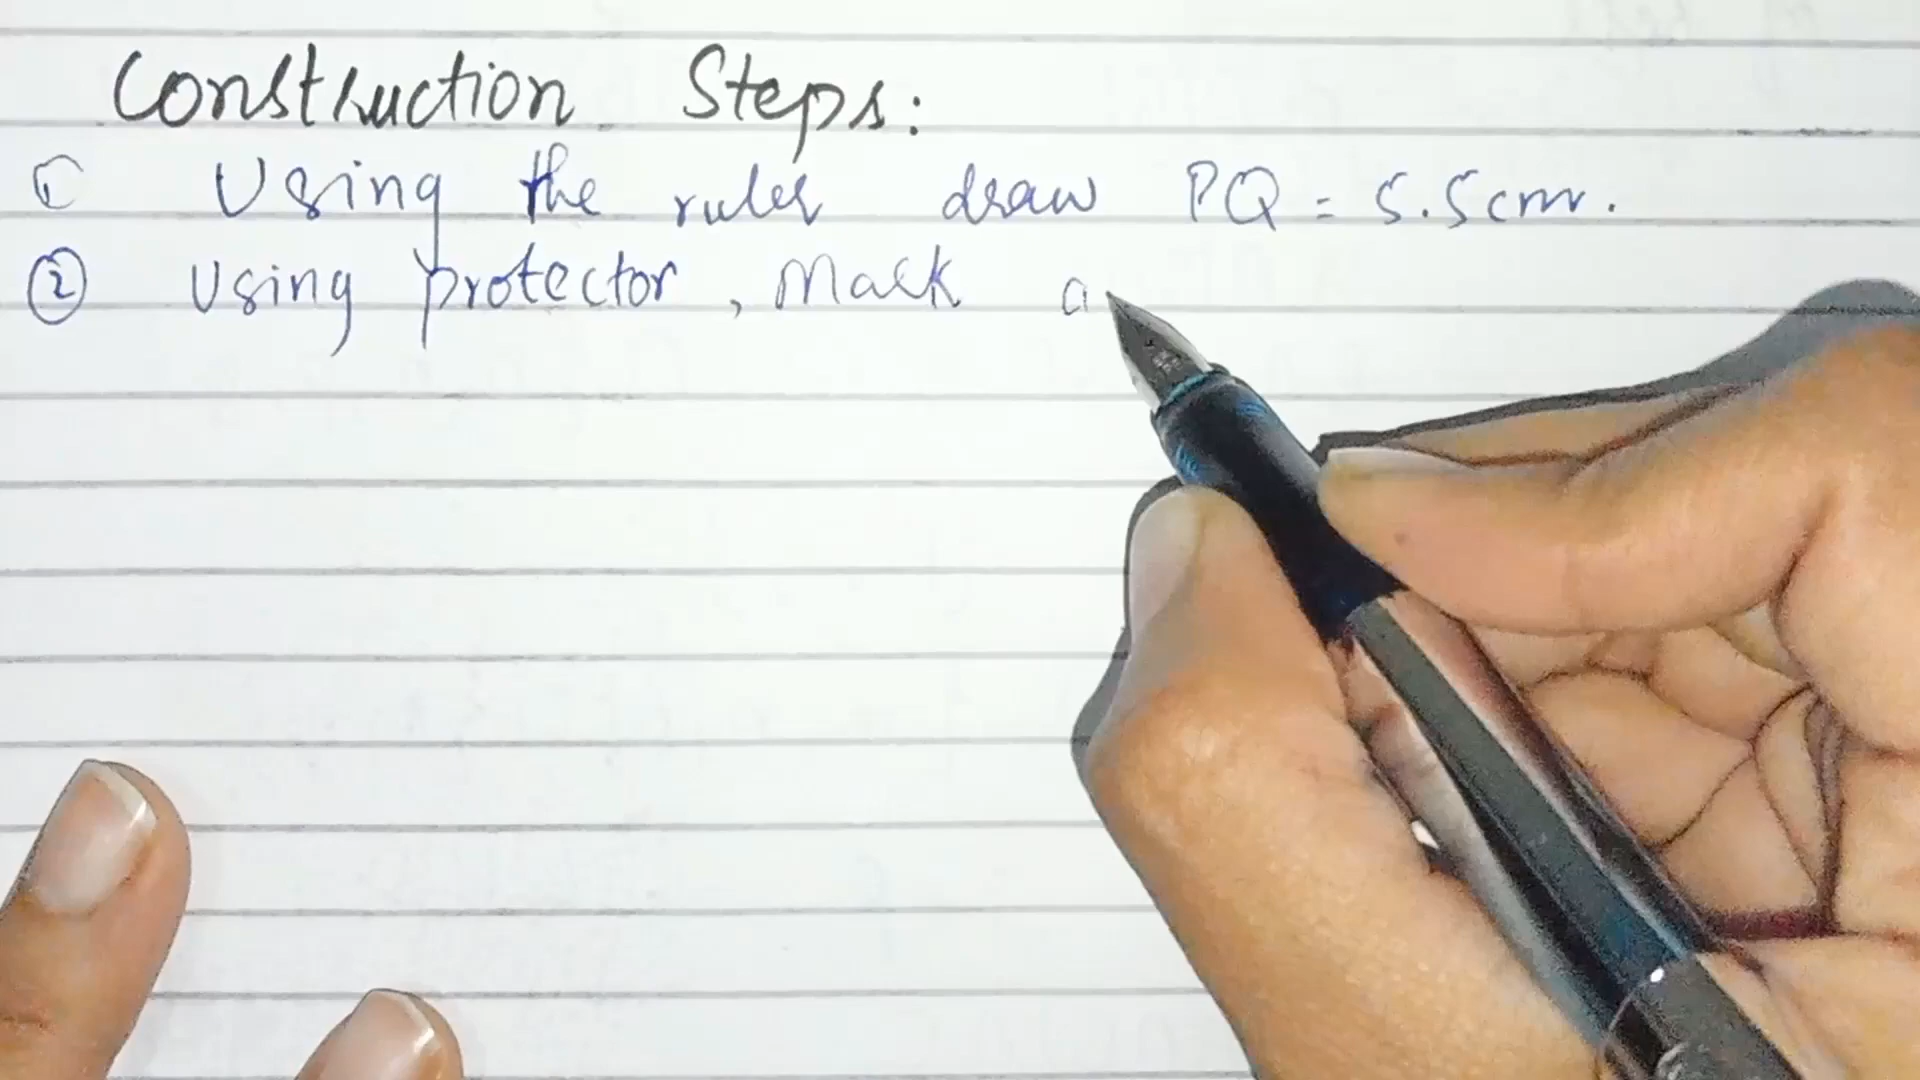 Construction Steps:
① Using the ruler draw PQ = 5.5cm.
② Using protector, Mark a